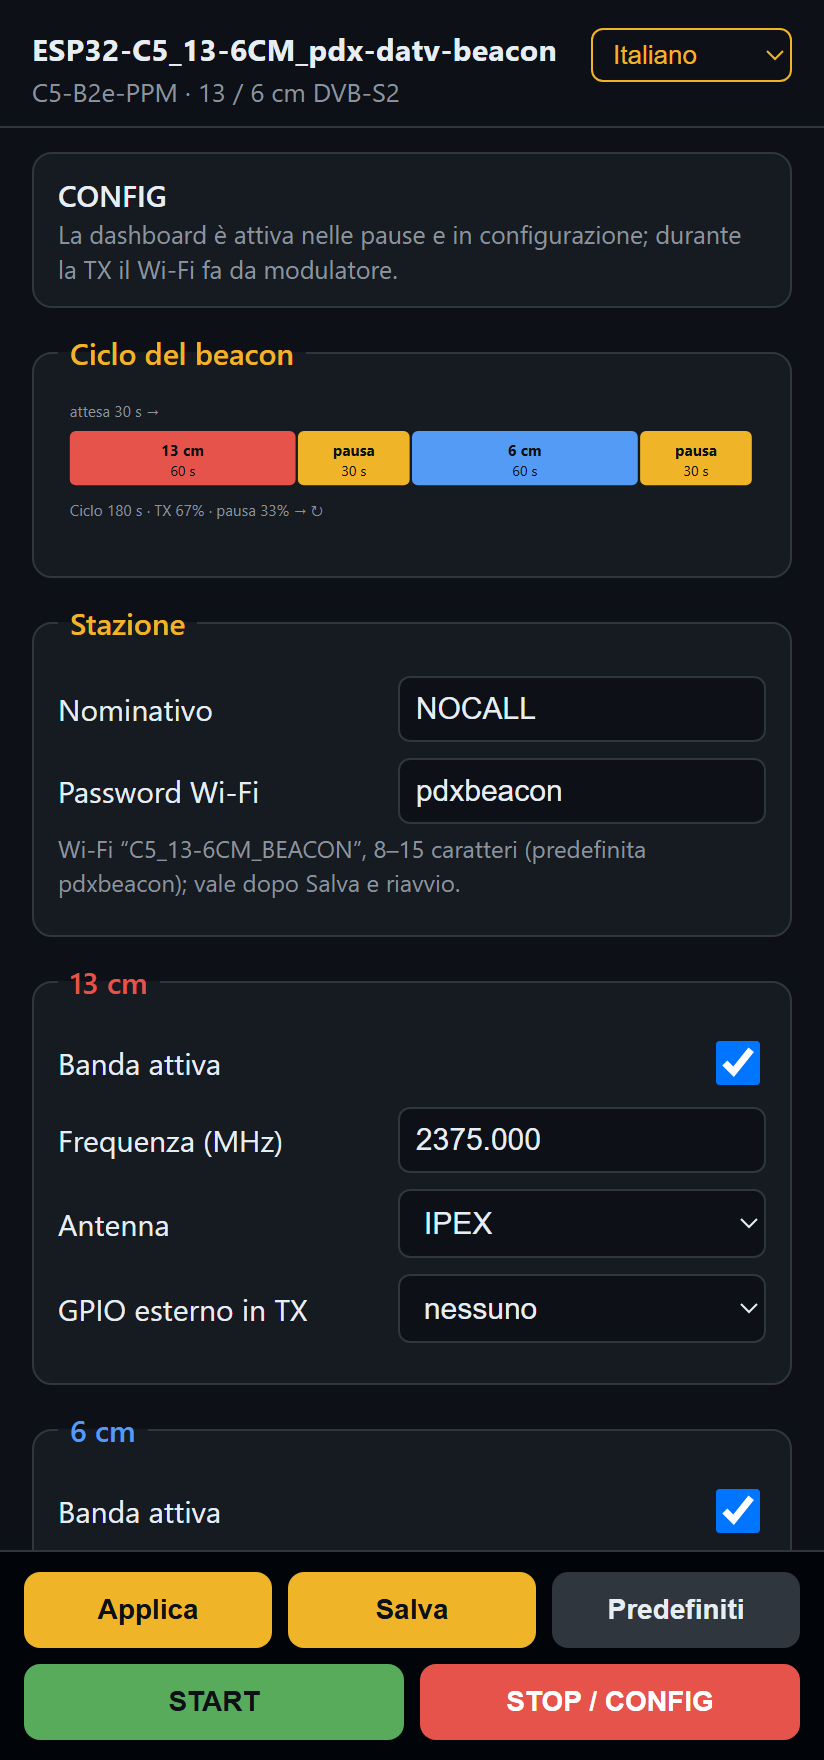 ESP32-C5_13-6CM_pdx-datv-beacon
Italiano
C5-B2e-PPM · 13 / 6 cm DVB-S2
CONFIG
La dashboard è attiva nelle pause e in configurazione; durante
la TX il Wi-Fi fa da modulatore.
Ciclo del beacon
attesa 30 s →
13 cm
60 s
pausa
30 s
6 cm
60 s
pausa
30 s
Ciclo 180 s · TX 67% · pausa 33% → ↻
Stazione
Nominativo
NOCALL
Password Wi-Fi
pdxbeacon
Wi-Fi “C5_13-6CM_BEACON”, 8–15 caratteri (predefinita
pdxbeacon); vale dopo Salva e riavvio.
13 cm
Banda attiva
Frequenza (MHz)
2375.000
Antenna
IPEX
GPIO esterno in TX
nessuno
6 cm
Banda attiva
Applica
Salva
Predefiniti
START
STOP / CONFIG